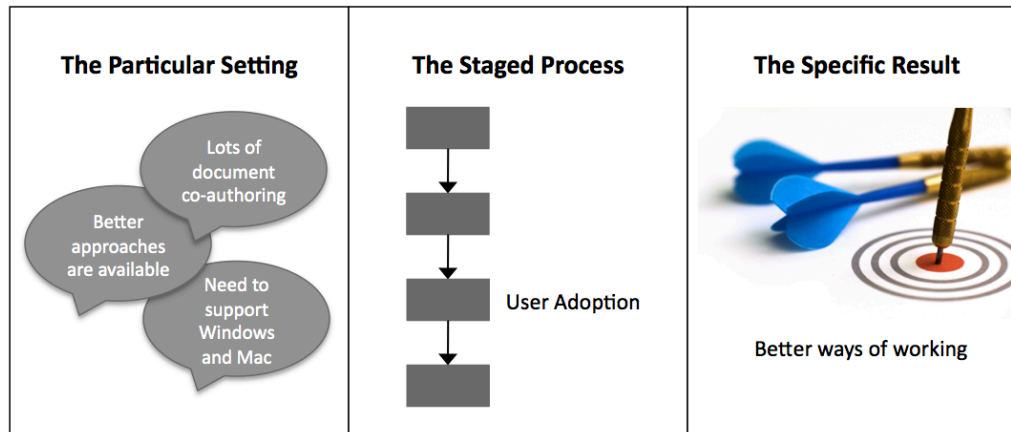 The Particular Setting
Lots of
document
co-authoring
Better
approaches
are available
Need to
support
Windows
and Mac
The Staged Process
User Adoption
The Specific Result
Better ways of working